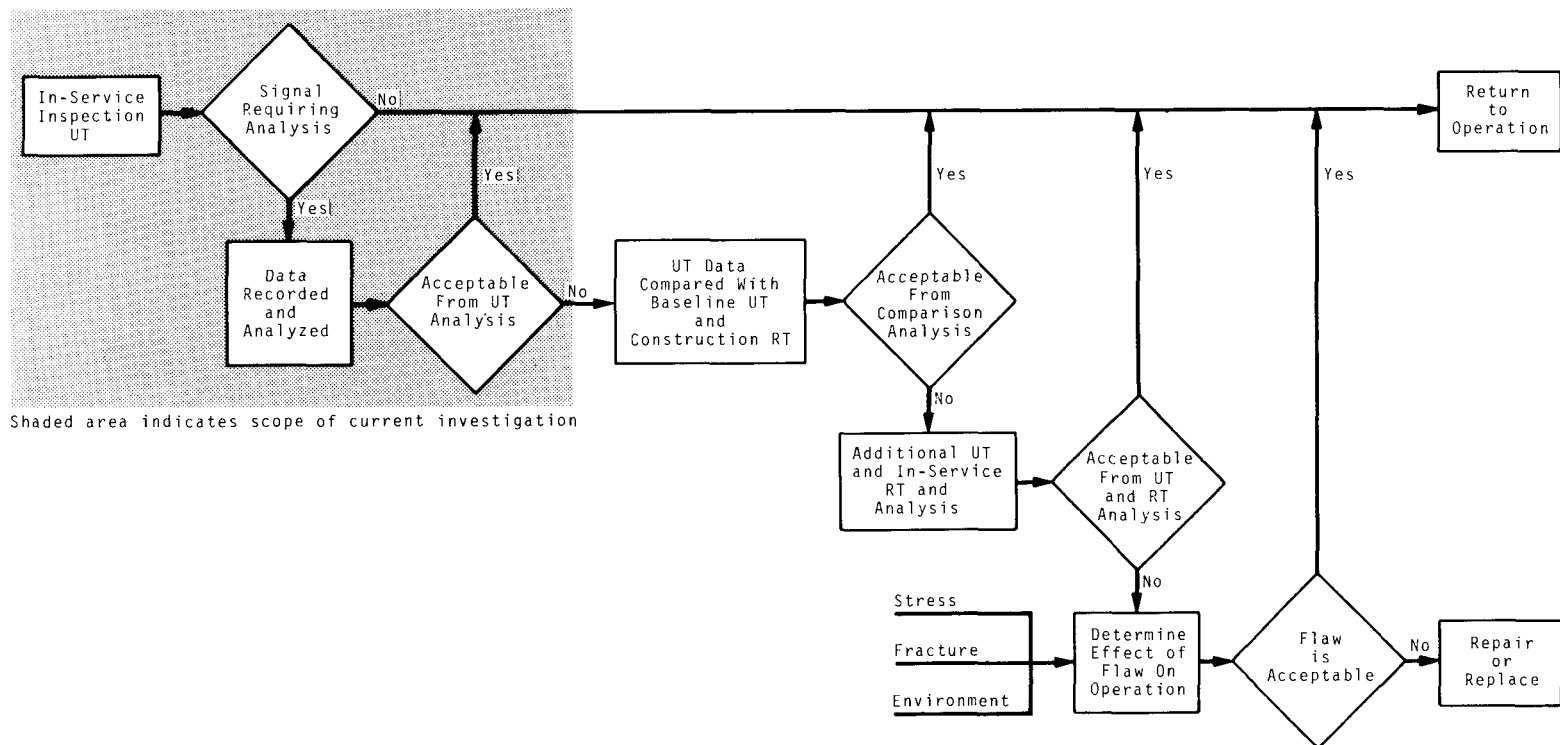 In-Service
Inspection
UT
Signal
Requiring
Analysis
No
Return
to
Operation
Yes
Yes
Yes
Yes
Yes
Data
Recorded
and
Analyzed
Acceptable
From UT
Analysis
No
UT Data
Compared With
Baseline UT
and
Construction RT
Acceptable
From
Comparison
Analysis
No
Shaded area indicates scope of current investigation
Additional UT
and In-Service
RT and
Analysis
Acceptable
From UT
and RT
Analysis
No
Stress
Fracture
Environment
Determine
Effect of
Flaw On
Operation
Flaw
is
Acceptable
No
Repair
or
Replace